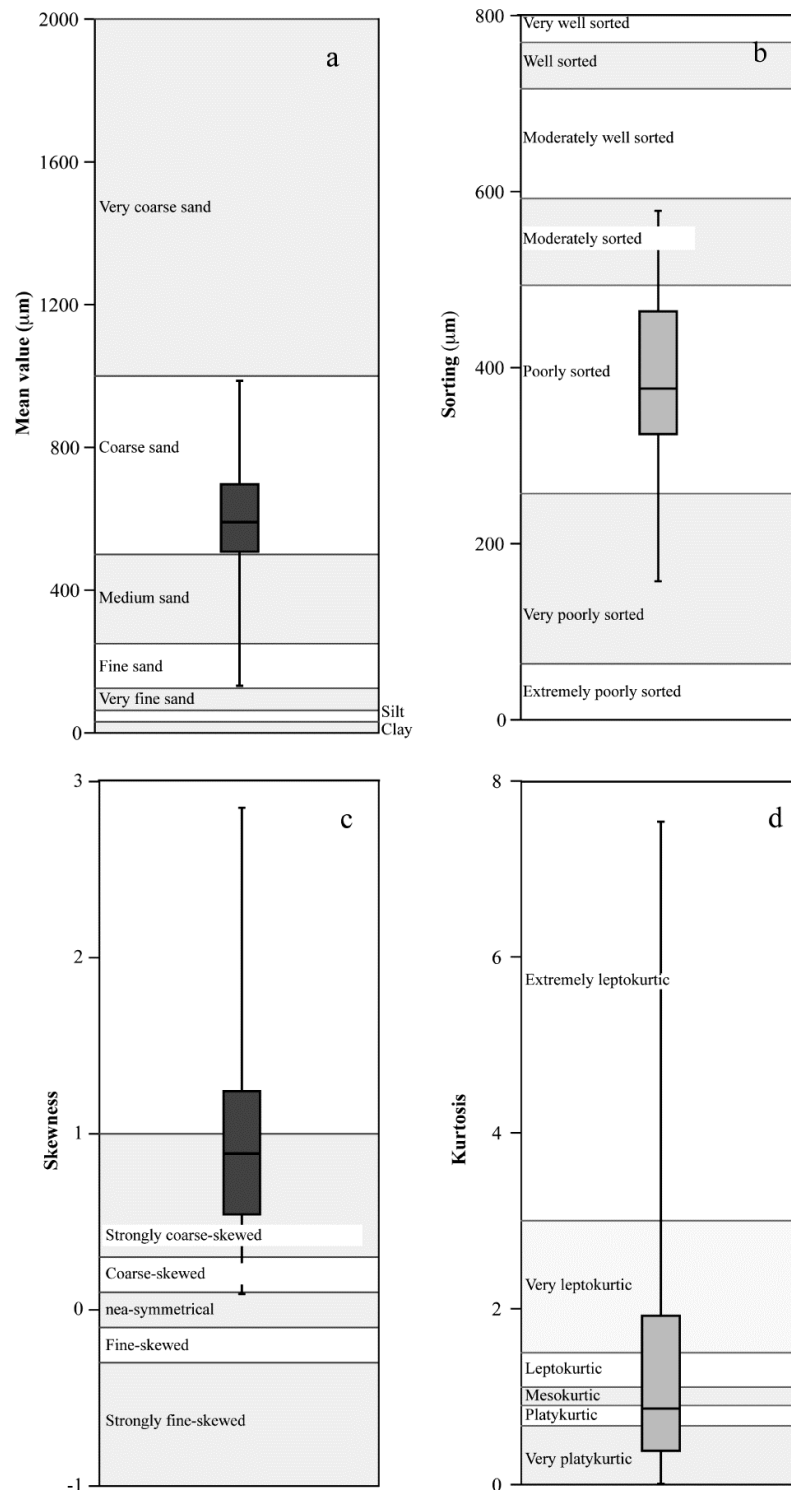 a
Mean value (µm)
2000
1600
1200
800
400
0
Very coarse sand
Coarse sand
Medium sand
Fine sand
Very fine sand
Silt
Clay
b
Sorting (µm)
800
600
400
200
0
Very well sorted
Well sorted
Moderately well sorted
Moderately sorted
Poorly sorted
Very poorly sorted
Extremely poorly sorted
c
Skewness
3
2
1
0
-1
Strongly coarse-skewed
Coarse-skewed
nea-symmetrical
Fine-skewed
Strongly fine-skewed
d
Kurtosis
8
6
4
2
0
Extremely leptokurtic
Very leptokurtic
Leptokurtic
Mesokurtic
Platykurtic
Very platykurtic